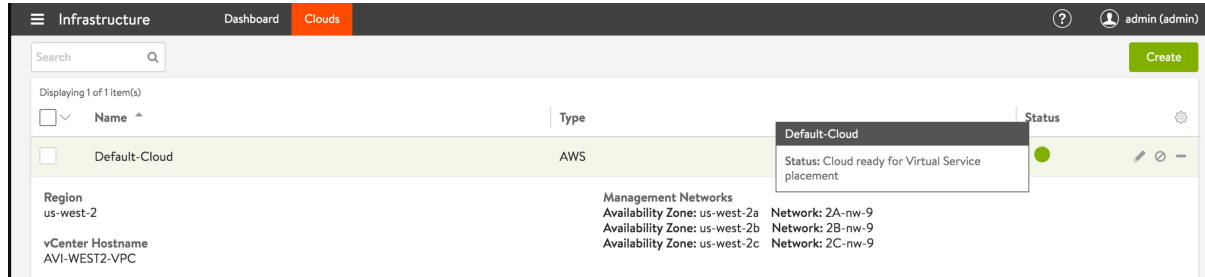 Infrastructure Dashboard Clouds ? admin (admin)
Search Create
Displaying 1 of 1 item(s)
Name Type Status
Default-Cloud AWS
Default-Cloud
Status: Cloud ready for Virtual Service
placement
Region
us-west-2
vCenter Hostname
AVI-WEST2-VPC
Management Networks
Availability Zone: us-west-2a Network: 2A-nw-9
Availability Zone: us-west-2b Network: 2B-nw-9
Availability Zone: us-west-2c Network: 2C-nw-9